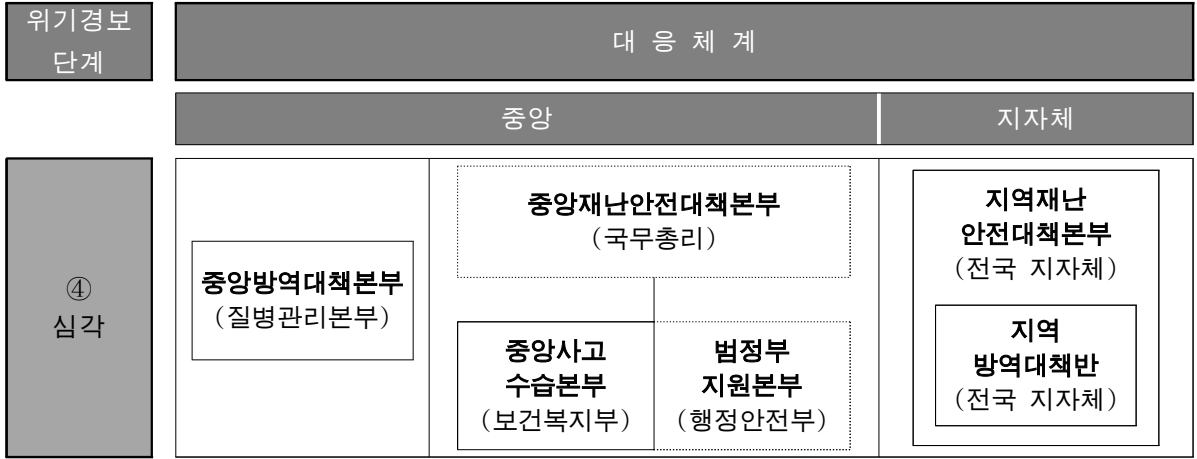 위기경보
단계
대 응 체 계
중앙
지자체
④
심각
중앙방역대책본부
(질병관리본부)
중앙재난안전대책본부
(국무총리)
중앙사고
수습본부
(보건복지부)
범정부
지원본부
(행정안전부)
지역재난
안전대책본부
(전국 지자체)
지역
방역대책반
(전국 지자체)